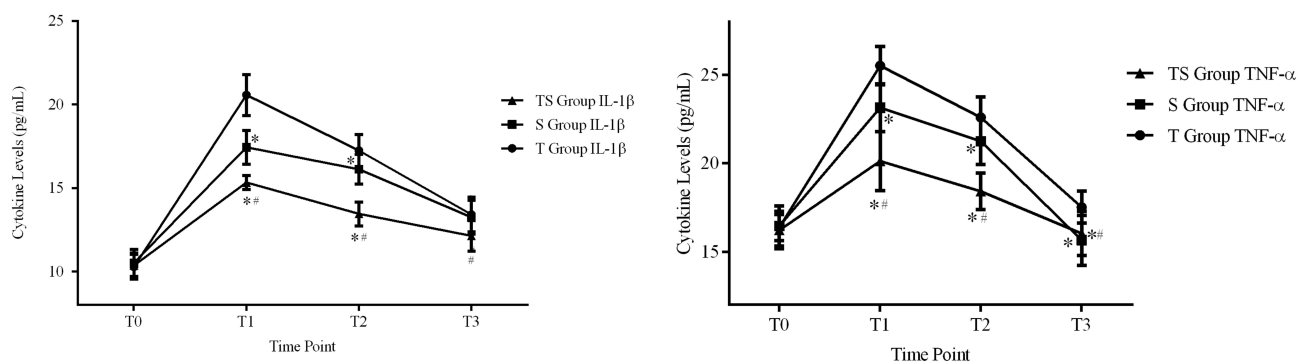 25
20
15
10
Cytokine Levels (pg/mL)
T0 T1 T2 T3
Time Point
*
* #
*
* #
#
TS Group IL-1β
S Group IL-1β
T Group IL-1β
25
20
15
Cytokine Levels (pg/mL)
T0 T1 T2 T3
Time Point
*
* #
*
* #
* *#
TS Group TNF-α
S Group TNF-α
T Group TNF-α